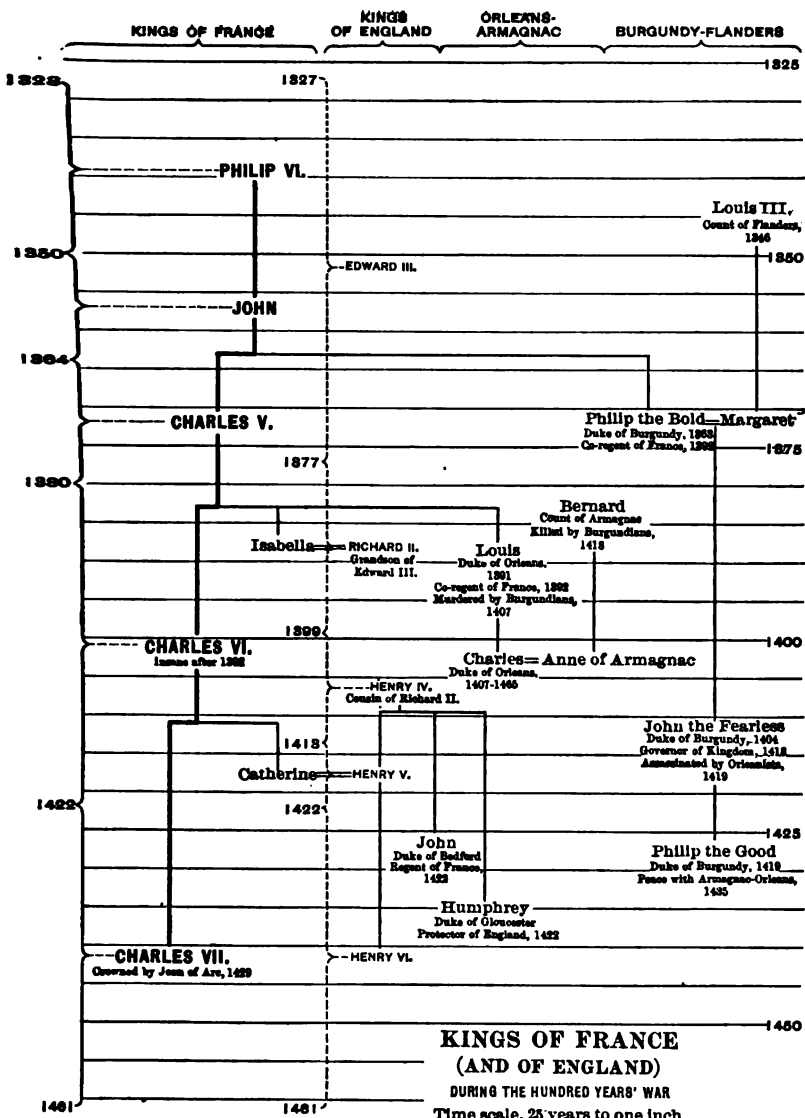 KINGS OF FRANCE
KINGS
OF ENGLAND
ORLEANS-
ARMAGNAC
BURGUNDY-FLANDERS
1325
1328
1327
PHILIP VI.
Louis III.
Count of Flanders,
1346
1350
1350
EDWARD III.
JOHN
1364
CHARLES V.
Philip the Bold=Margaret
Duke of Burgundy, 1363
Co-regent of France,
1375
1377
1380
Bernard
Count of Armagnac
Killed by Burgundians,
1418
Isabella
RICHARD II.
Grandson of
Edward III.
Louis
Duke of Orleans,
1391
Co-regent of France, 1392
Murdered by Burgundians,
1407
1399
1400
CHARLES VI.
Insane after 1392
Charles=Anne of Armagnac
Duke of Orleans,
1407-1465
HENRY IV.
Cousin of Richard II.
John the Fearless
Duke of Burgundy, 1404
Governor of Kingdom, 1418
Assassinated by Orleanists,
1419
1413
Catherine
HENRY V.
1422
1422
1425
John
Duke of Bedford
Regent of France,
1422
Philip the Good
Duke of Burgundy, 1419
Peace with Armagnac-Orleans,
1435
Humphrey
Duke of Gloucester
Protector of England, 1422
CHARLES VII.
Crowned by Joan of Arc, 1429
HENRY VI.
1450
KINGS OF FRANCE
(AND OF ENGLAND)
DURING THE HUNDRED YEARS' WAR
Time scale, 25 years to one inch
1461
1461